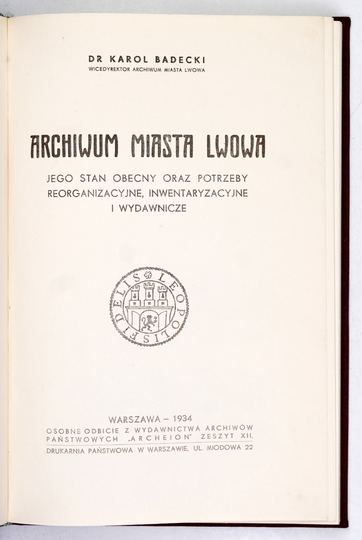 DR KAROL BADECKI
WICEDYREKTOR ARCHIWUM MIASTA LWOWA
ARCHIWUM MIASTA LWOWA
JEGO STAN OBECNY ORAZ POTRZEBY
REORGANIZACYJNE, INWENTARYZACYJNE
I WYDAWNICZE
LEOPOLIS FIDELIS
WARSZAWA – 1934
OSOBNE ODBICIE Z WYDAWNICTWA ARCHIWÓW
PAŃSTWOWYCH „ARCHEION" ZESZYT XII.
DRUKARNIA PAŃSTWOWA W WARSZAWIE, UL. MIODOWA 22